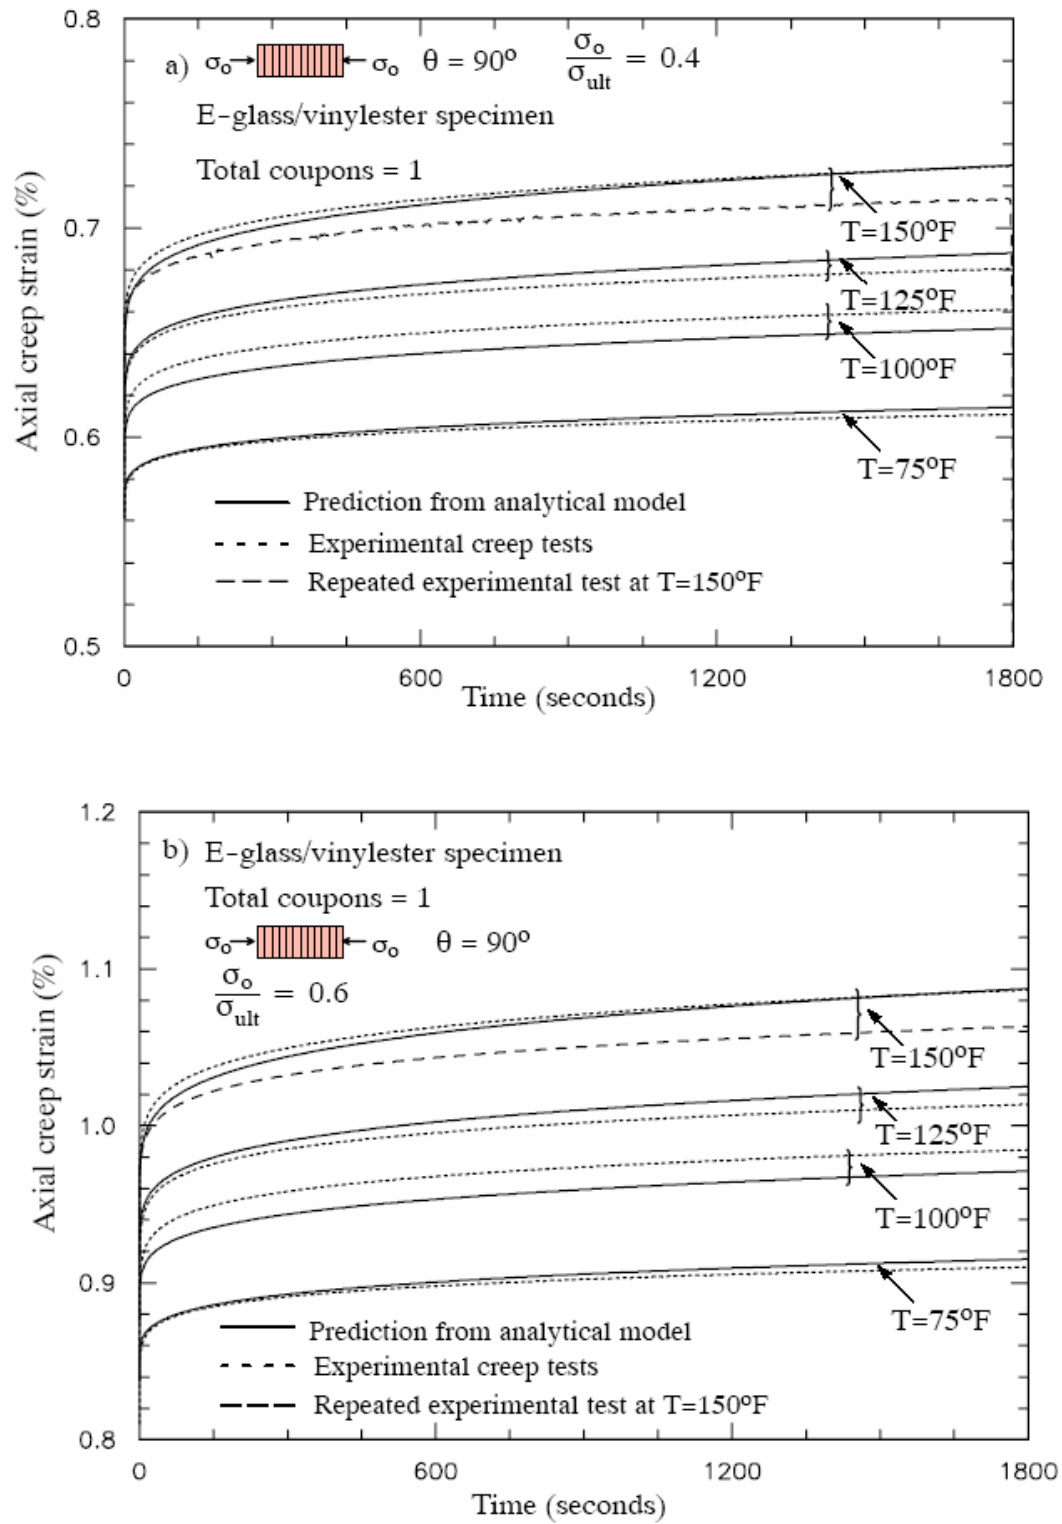 0.8
a) σo σo θ = 90º σo/σult = 0.4
E-glass/vinylester specimen
Total coupons = 1
0.7
T=150ºF
T=125ºF
T=100ºF
0.6
T=75ºF
Prediction from analytical model
Experimental creep tests
Repeated experimental test at T=150ºF
0.5
0 600 1200 1800
Time (seconds)
Axial creep strain (%)
1.2
b) E-glass/vinylester specimen
Total coupons = 1
σo σo θ = 90º
σo/σult = 0.6
1.1
T=150ºF
1.0
T=125ºF
T=100ºF
0.9
T=75ºF
Prediction from analytical model
Experimental creep tests
Repeated experimental test at T=150ºF
0.8
0 600 1200 1800
Time (seconds)
Axial creep strain (%)